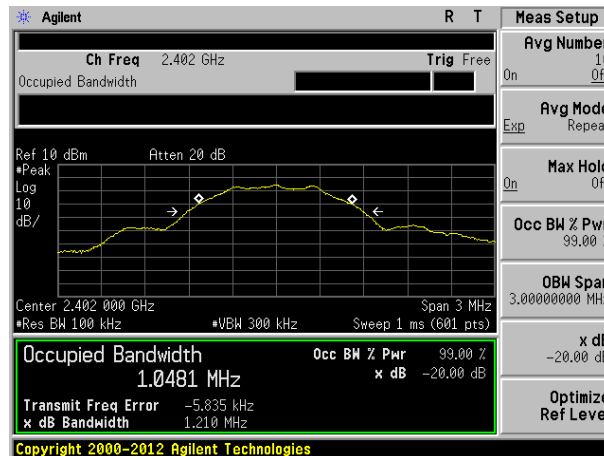 Agilent R T
Ch Freq 2.402 GHz Trig Free
Occupied Bandwidth
Ref 10 dBm Atten 20 dB
#Peak
Log
10
dB/
Center 2.402 000 GHz Span 3 MHz
#Res BW 100 kHz #VBW 300 kHz Sweep 1 ms (601 pts)
Occupied Bandwidth Occ BW % Pwr 99.00 %
1.0481 MHz x dB -20.00 dB
Transmit Freq Error -5.835 kHz
x dB Bandwidth 1.210 MHz
Copyright 2000-2012 Agilent Technologies
Meas Setup
Avg Number
On
Avg Mode
Exp Repea
Max Hold
On
Occ BW % Pwr
99.00
OBW Span
3.00000000 MH
x dB
-20.00 dB
Optimize
Ref Level